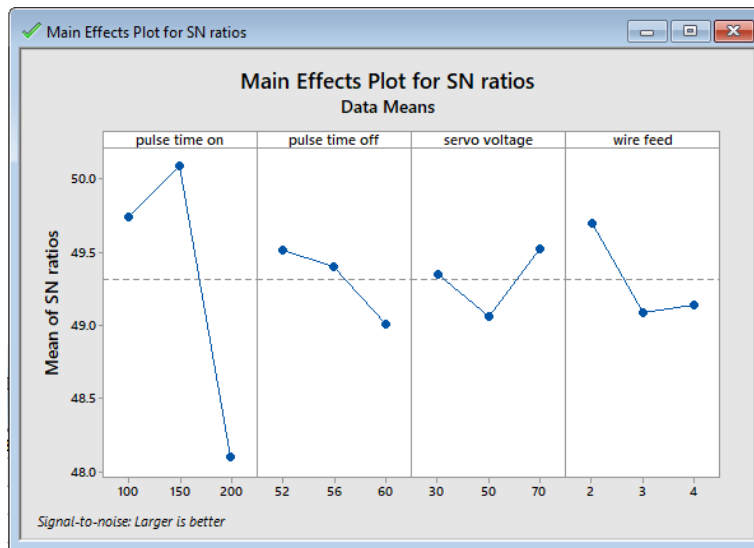 Main Effects Plot for SN ratios
Main Effects Plot for SN ratios
Data Means
pulse time on pulse time off servo voltage wire feed
Mean of SN ratios
50.0
49.5
49.0
48.5
48.0
100 150 200 52 56 60 30 50 70 2 3 4
Signal-to-noise: Larger is better